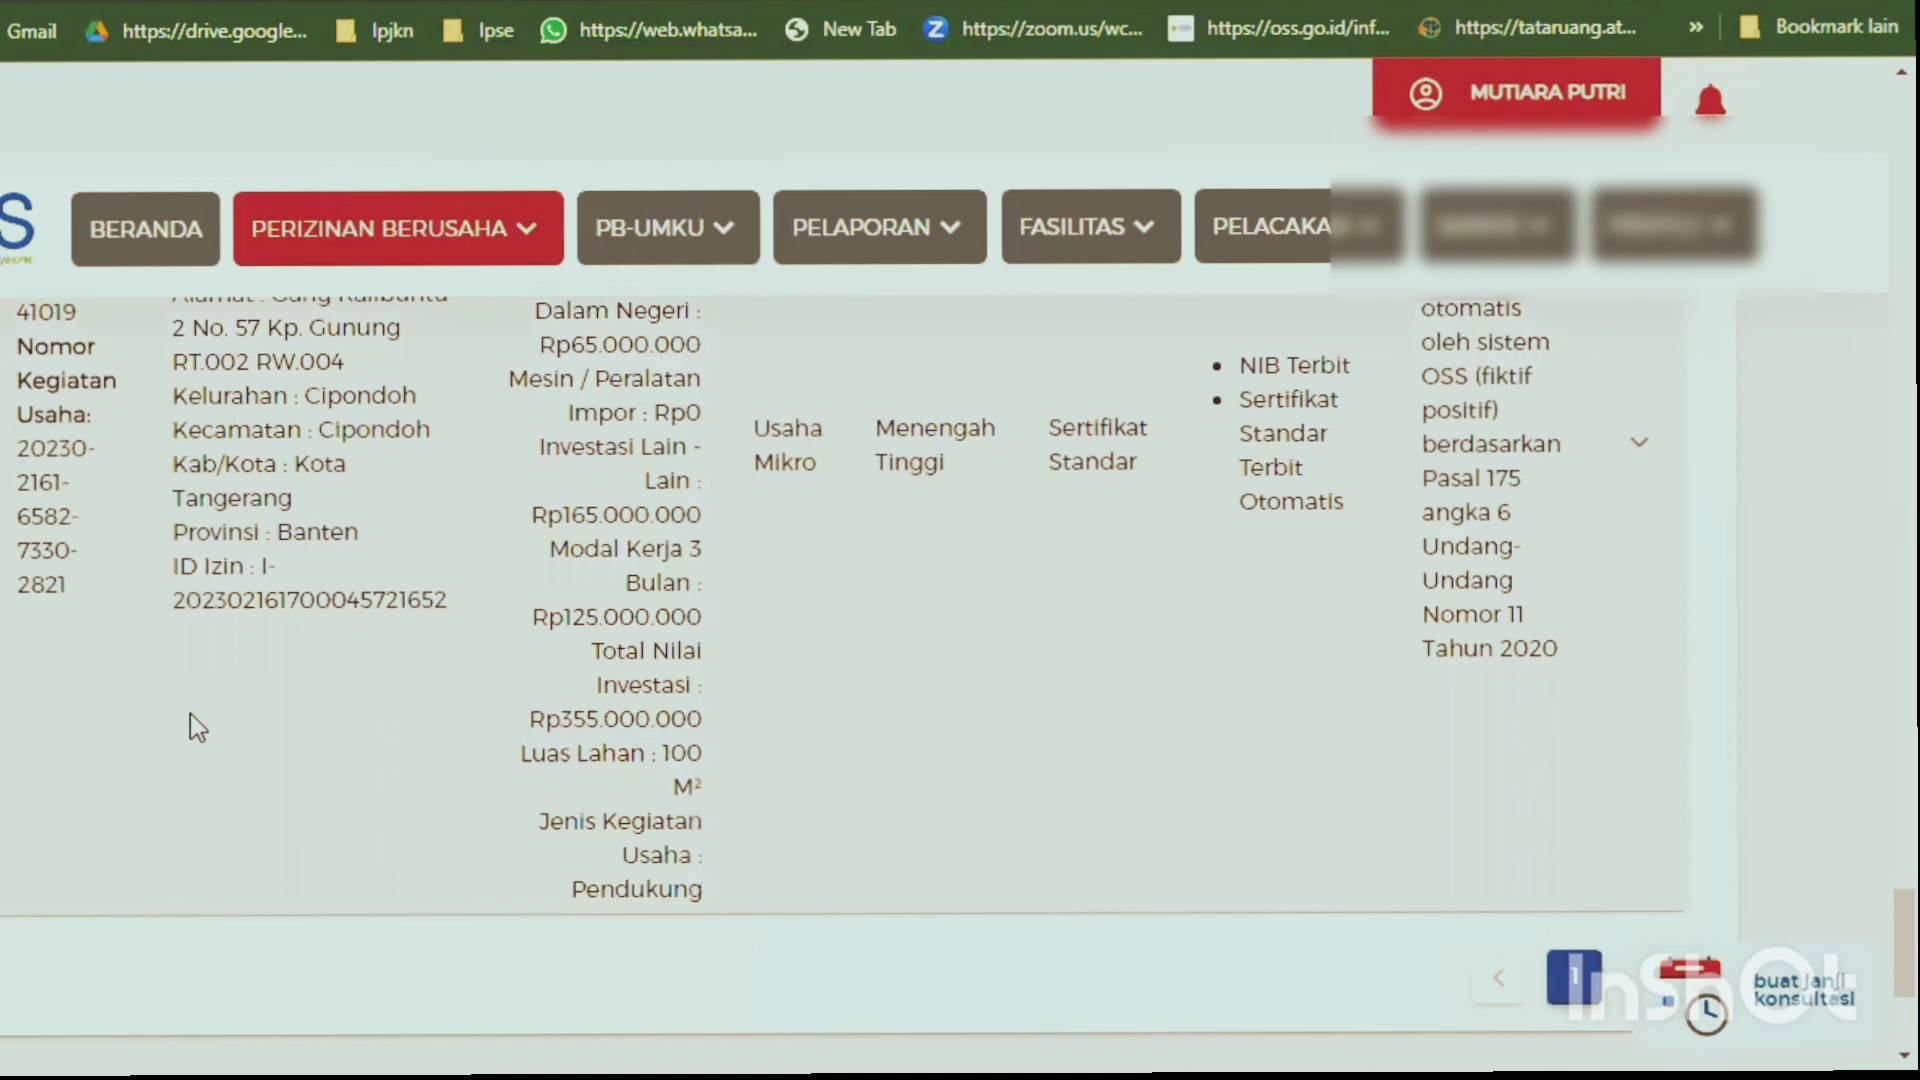 Gmail
https://drive.google...
lpjkn
lpse
https://web.whatsa...
New Tab
https://zoom.us/wc...
https://oss.go.id/inf...
https://tataruang.at...
»
Bookmark lain
MUTIARA PUTRI
S
BERANDA
PERIZINAN BERUSAHA
PB-UMKU
PELAPORAN
FASILITAS
PELACAKA
41019
Nomor
Kegiatan
Usaha:
20230-
2161-
6582-
7330-
2821
2 No. 57 Kp. Gunung
RT.002 RW.004
Kelurahan : Cipondoh
Kecamatan : Cipondoh
Kab/Kota : Kota
Tangerang
Provinsi : Banten
ID Izin : I-
202302161700045721652
Dalam Negeri :
Rp65.000.000
Mesin / Peralatan
Impor : Rp0
Investasi Lain -
Lain :
Rp165.000.000
Modal Kerja 3
Bulan :
Rp125.000.000
Total Nilai
Investasi :
Rp355.000.000
Luas Lahan : 100
M²
Jenis Kegiatan
Usaha :
Pendukung
Usaha
Mikro
Menengah
Tinggi
Sertifikat
Standar
• NIB Terbit
• Sertifikat
Standar
Terbit
Otomatis
otomatis
oleh sistem
OSS (fiktif
positif)
berdasarkan
Pasal 175
angka 6
Undang-
Undang
Nomor 11
Tahun 2020
1
buat janji
konsultasi
InShOt